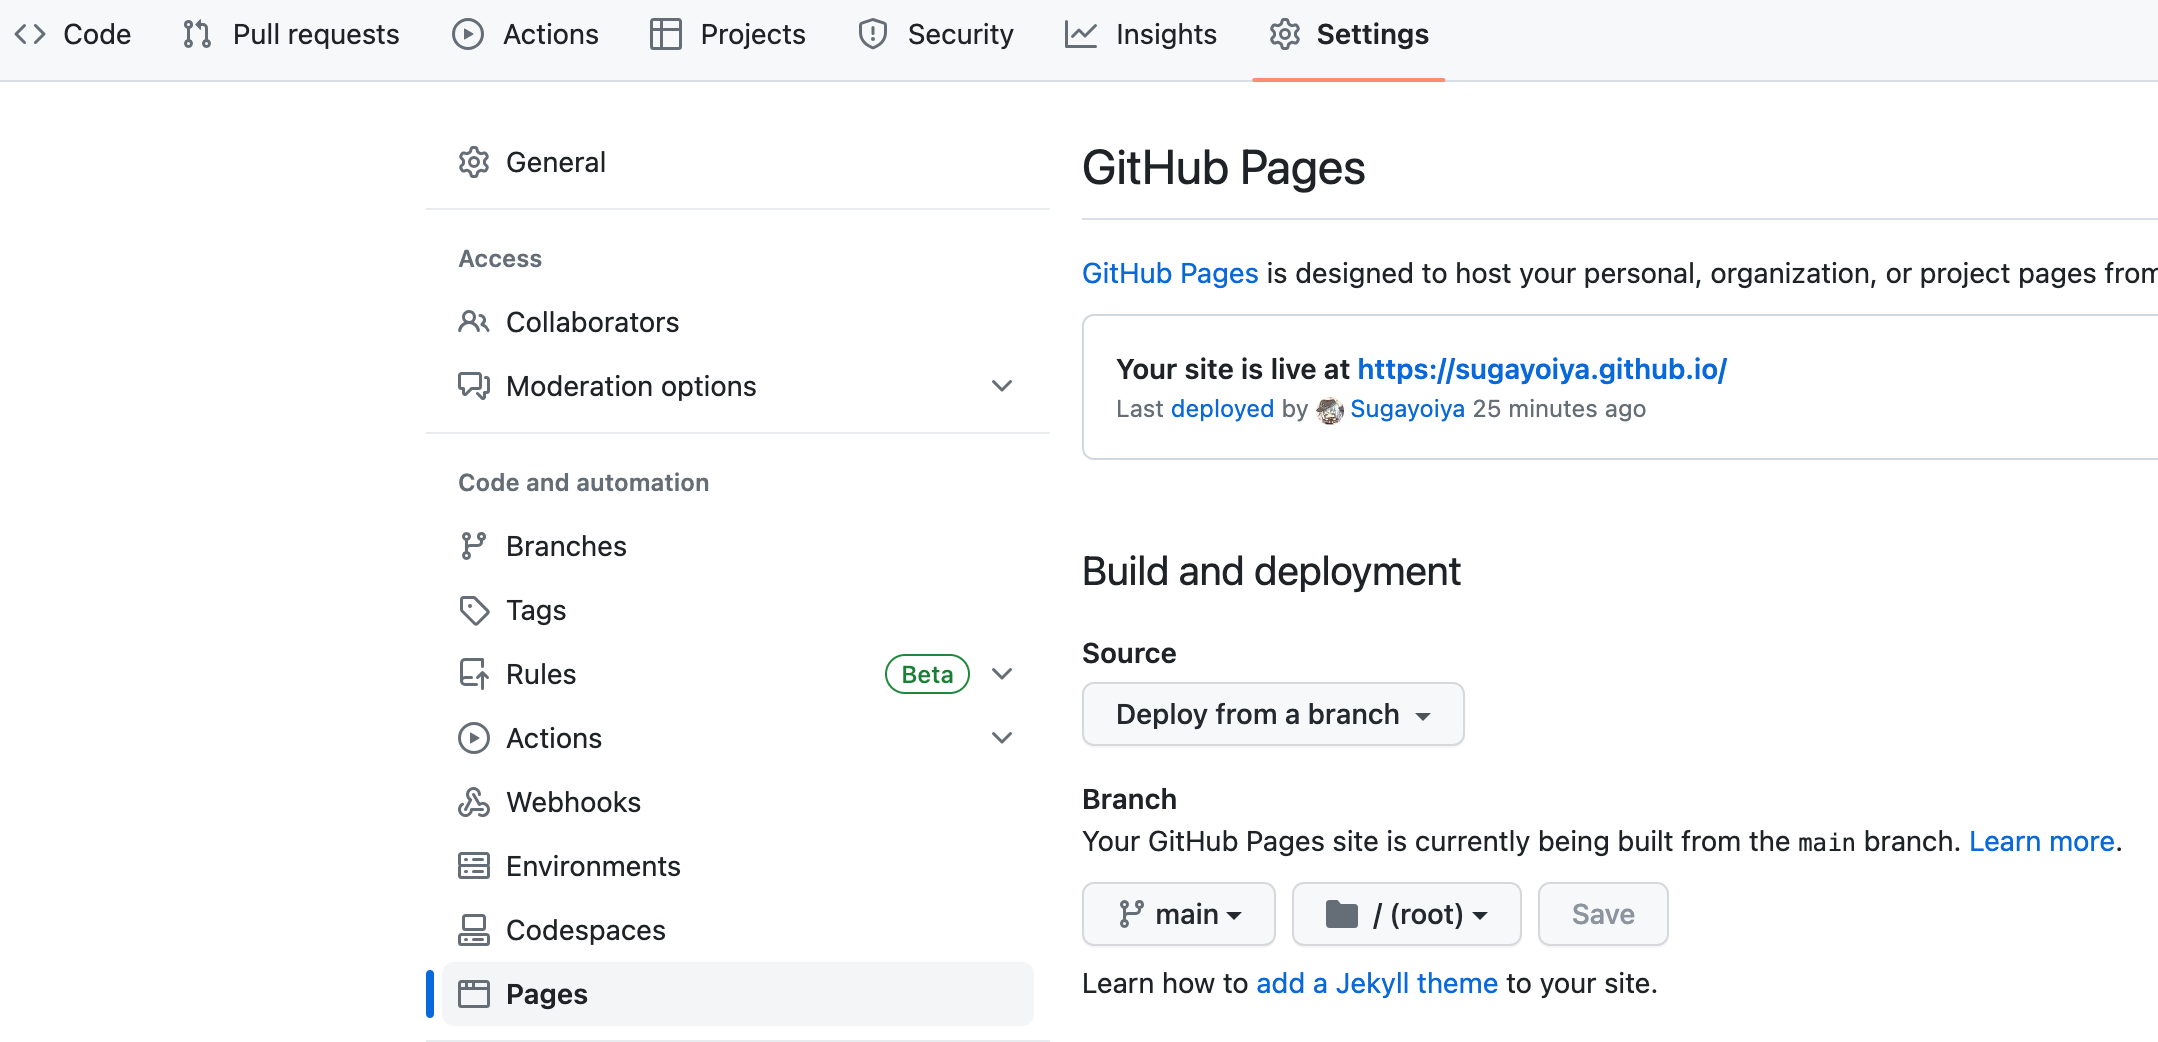 Code Pull requests Actions Projects Security Insights Settings
General
Access
Collaborators
Moderation options
Code and automation
Branches
Tags
Rules Beta
Actions
Webhooks
Environments
Codespaces
Pages
GitHub Pages
GitHub Pages is designed to host your personal, organization, or project pages from
Your site is live at https://sugayoiya.github.io/
Last deployed by Sugayoiya 25 minutes ago
Build and deployment
Source
Deploy from a branch
Branch
Your GitHub Pages site is currently being built from the main branch. Learn more.
main / (root) Save
Learn how to add a Jekyll theme to your site.